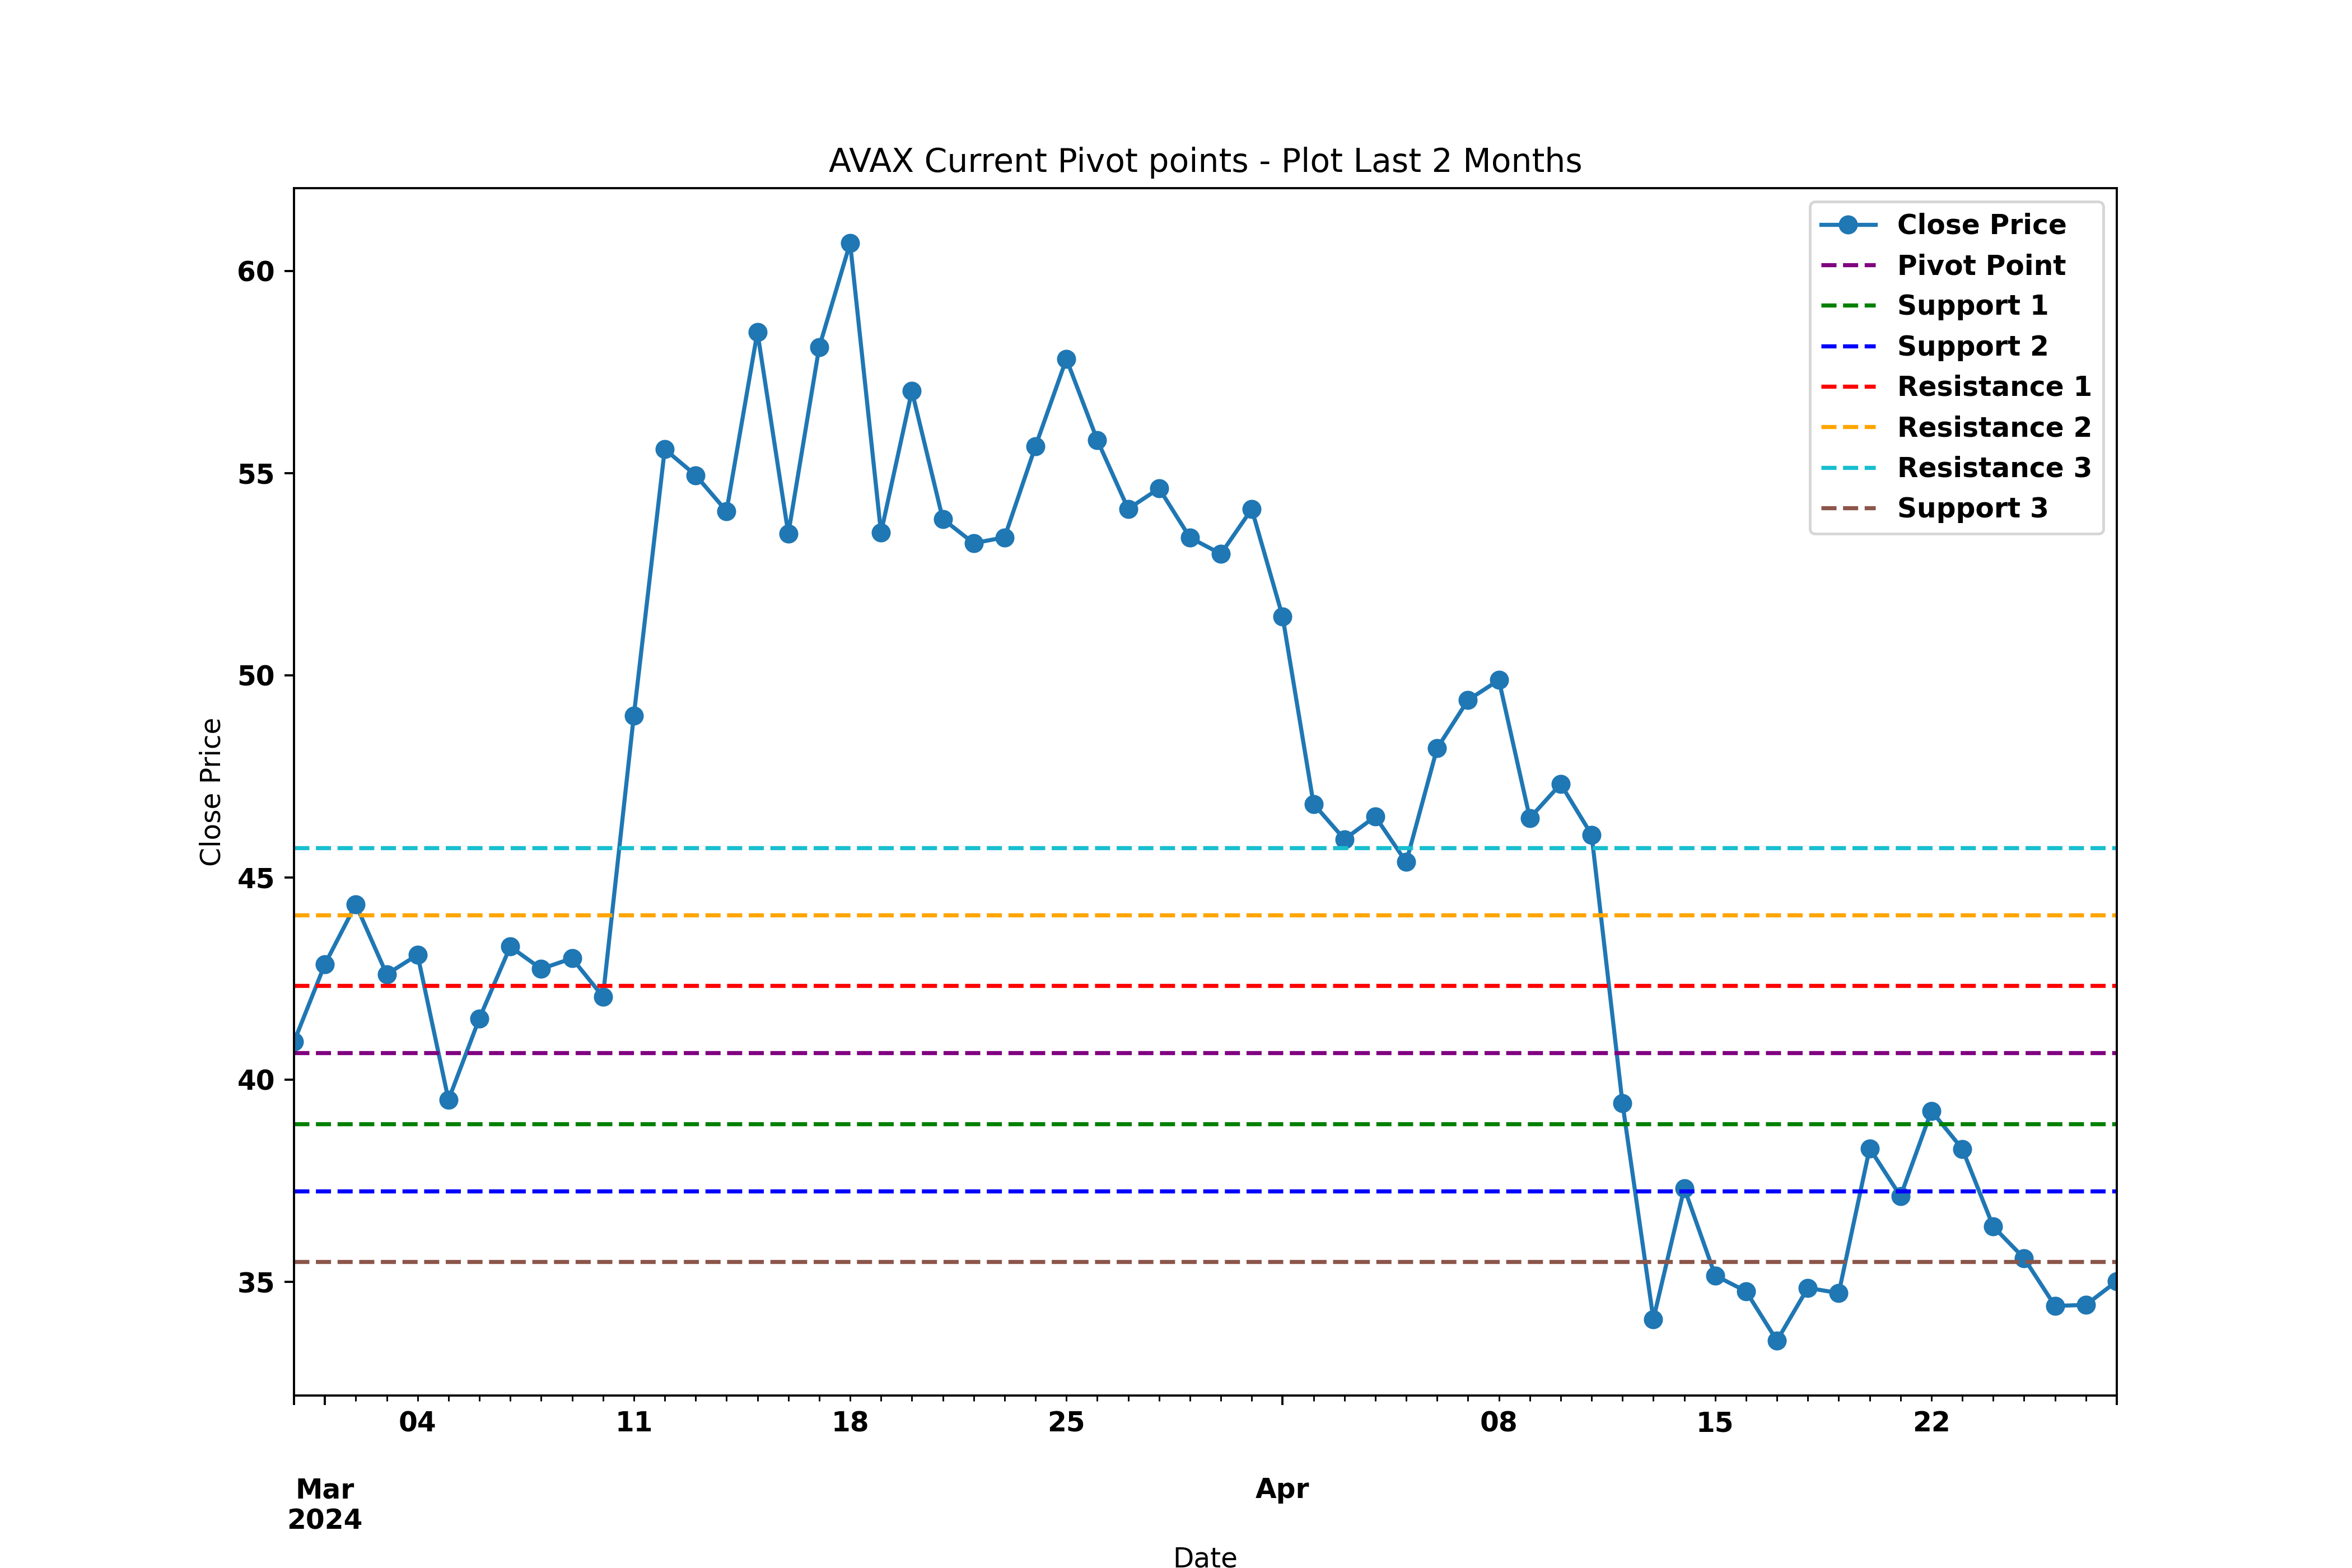 AVAX Current Pivot points - Plot Last 2 Months
Close Price
Pivot Point
Support 1
Support 2
Resistance 1
Resistance 2
Resistance 3
Support 3
Close Price
60
55
50
45
40
35
04 11 18 25 08 15 22
Mar Apr
2024
Date